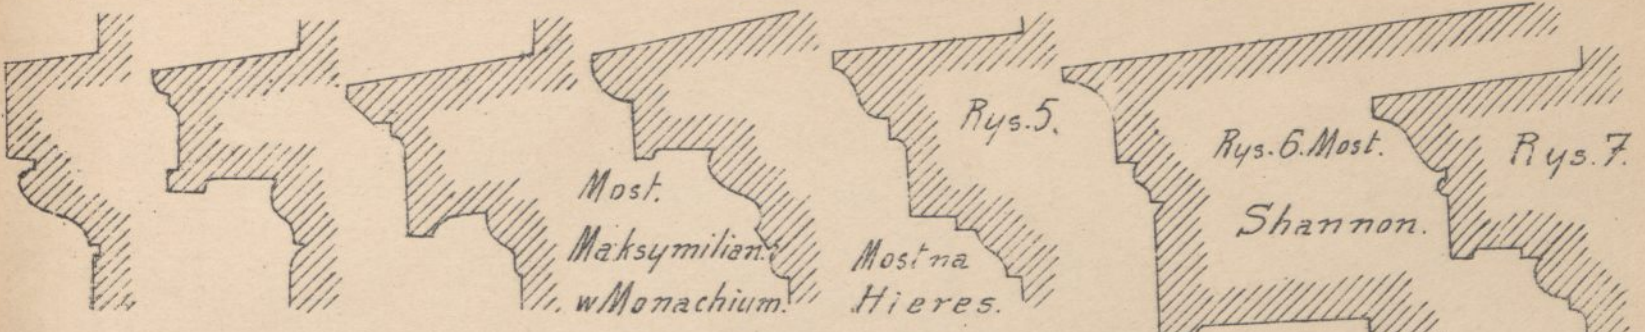 Most.
Maksymilian.
w Monachium.
Rys.5.
Most na
Hieres.
Rys.6.Most.
Shannon.
Rys.7.